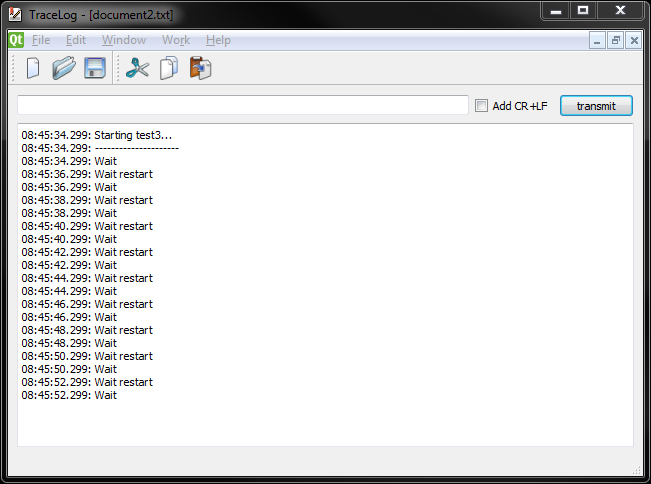 TraceLog - [document2.txt]
Qt File Edit Window Work Help
Add CR+LF transmit
08:45:34.299: Starting test3...
08:45:34.299: ---------------------
08:45:34.299: Wait
08:45:36.299: Wait restart
08:45:36.299: Wait
08:45:38.299: Wait restart
08:45:38.299: Wait
08:45:40.299: Wait restart
08:45:40.299: Wait
08:45:42.299: Wait restart
08:45:42.299: Wait
08:45:44.299: Wait restart
08:45:44.299: Wait
08:45:46.299: Wait restart
08:45:46.299: Wait
08:45:48.299: Wait restart
08:45:48.299: Wait
08:45:50.299: Wait restart
08:45:50.299: Wait
08:45:52.299: Wait restart
08:45:52.299: Wait